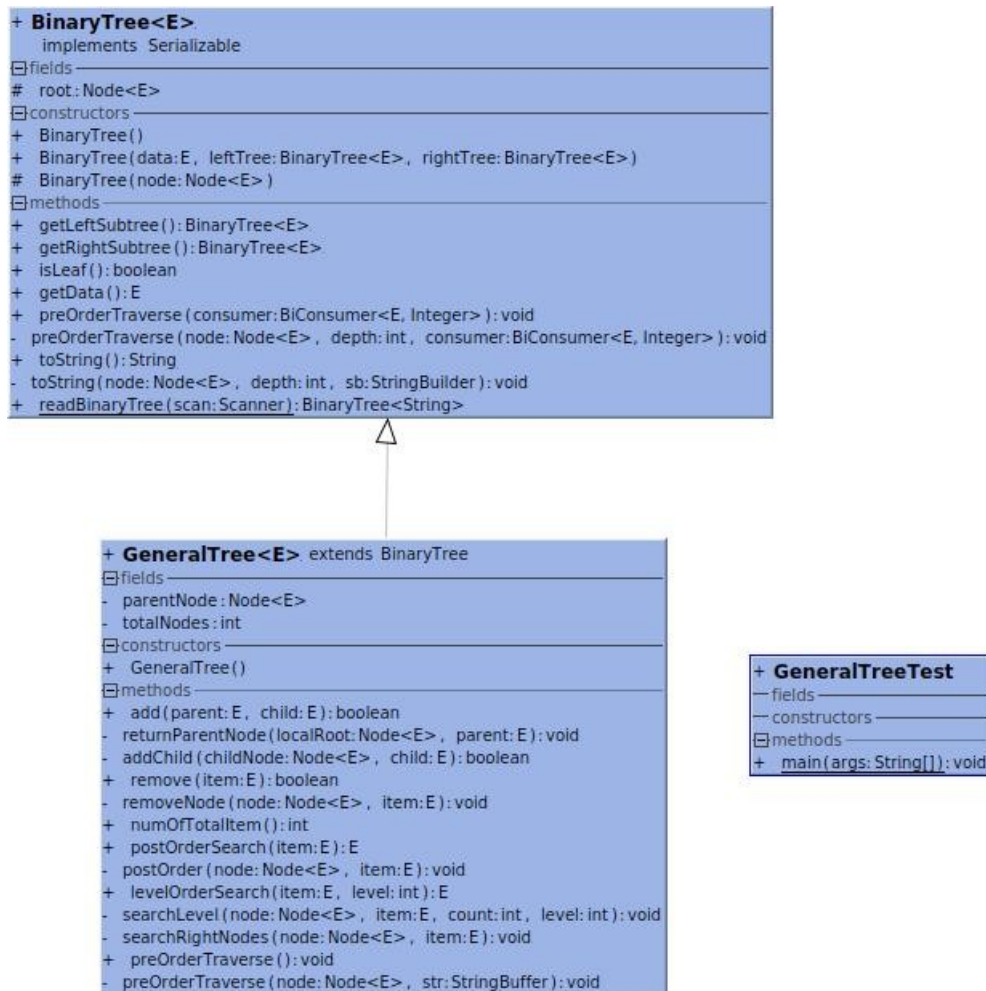 + BinaryTree<E>
implements Serializable
fields
# root:Node<E>
constructors
+ BinaryTree()
+ BinaryTree(data:E, leftTree:BinaryTree<E>, rightTree:BinaryTree<E>)
# BinaryTree(node:Node<E>)
methods
+ getLeftSubtree():BinaryTree<E>
+ getRightSubtree():BinaryTree<E>
+ isLeaf():boolean
+ getData():E
+ preOrderTraverse(consumer:BiConsumer<E, Integer>):void
- preOrderTraverse(node:Node<E>, depth:int, consumer:BiConsumer<E, Integer>):void
+ toString():String
- toString(node:Node<E>, depth:int, sb:StringBuilder):void
+ readBinaryTree(scan:Scanner):BinaryTree<String>
+ GeneralTree<E> extends BinaryTree
fields
- parentNode:Node<E>
- totalNodes:int
constructors
+ GeneralTree()
methods
+ add(parent:E, child:E):boolean
- returnParentNode(localRoot:Node<E>, parent:E):void
- addChild(childNode:Node<E>, child:E):boolean
+ remove(item:E):boolean
- removeNode(node:Node<E>, item:E):void
+ numOfTotalItem():int
+ postOrderSearch(item:E):E
- postOrder(node:Node<E>, item:E):void
+ levelOrderSearch(item:E, level:int):E
- searchLevel(node:Node<E>, item:E, count:int, level:int):void
- searchRightNodes(node:Node<E>, item:E):void
+ preOrderTraverse():void
- preOrderTraverse(node:Node<E>, str:StringBuffer):void
+ GeneralTreeTest
fields
constructors
methods
+ main(args:String[]):void